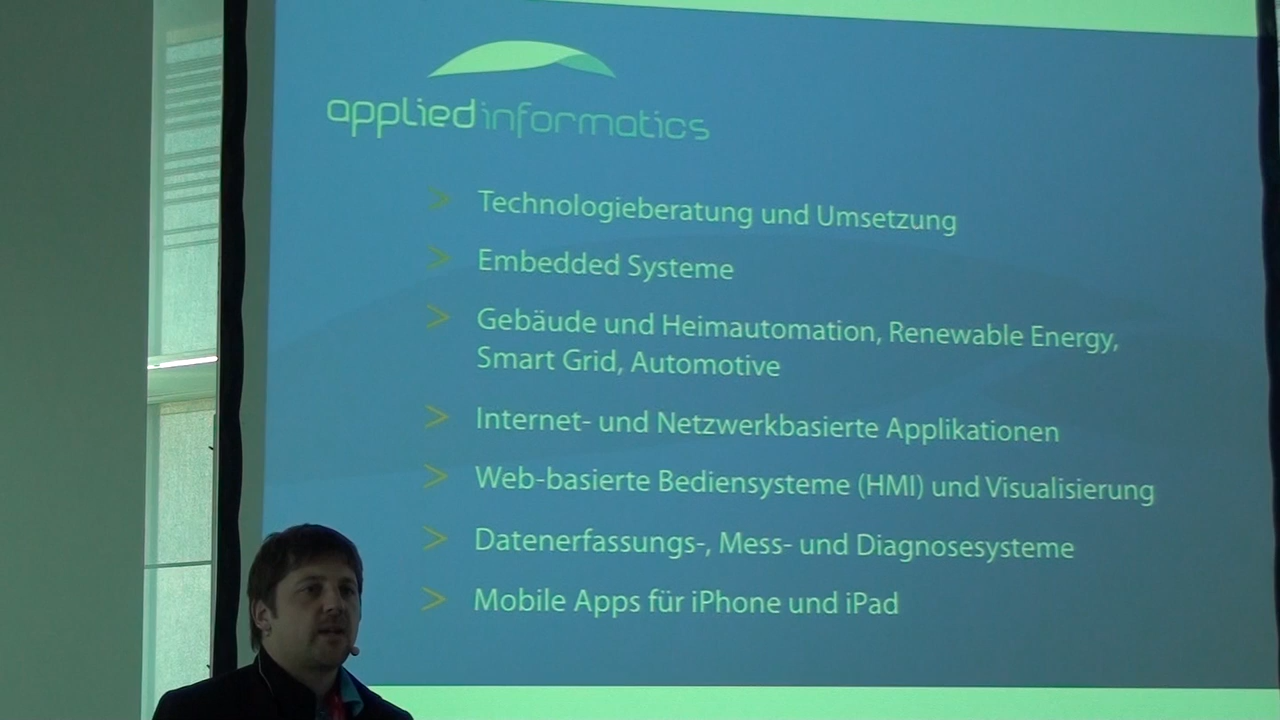 appliedinformatics
> Technologieberatung und Umsetzung
> Embedded Systeme
> Gebäude und Heimautomation, Renewable Energy,
Smart Grid, Automotive
> Internet- und Netzwerkbasierte Applikationen
> Web-basierte Bediensysteme (HMI) und Visualisierung
> Datenerfassungs-, Mess- und Diagnosesysteme
> Mobile Apps für iPhone und iPad